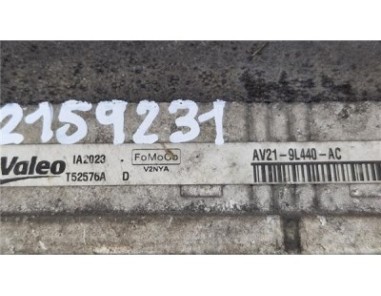 2159231
Valeo IA2023 FoMoCo AV21-9L440-AC
T52576A D V2NYA